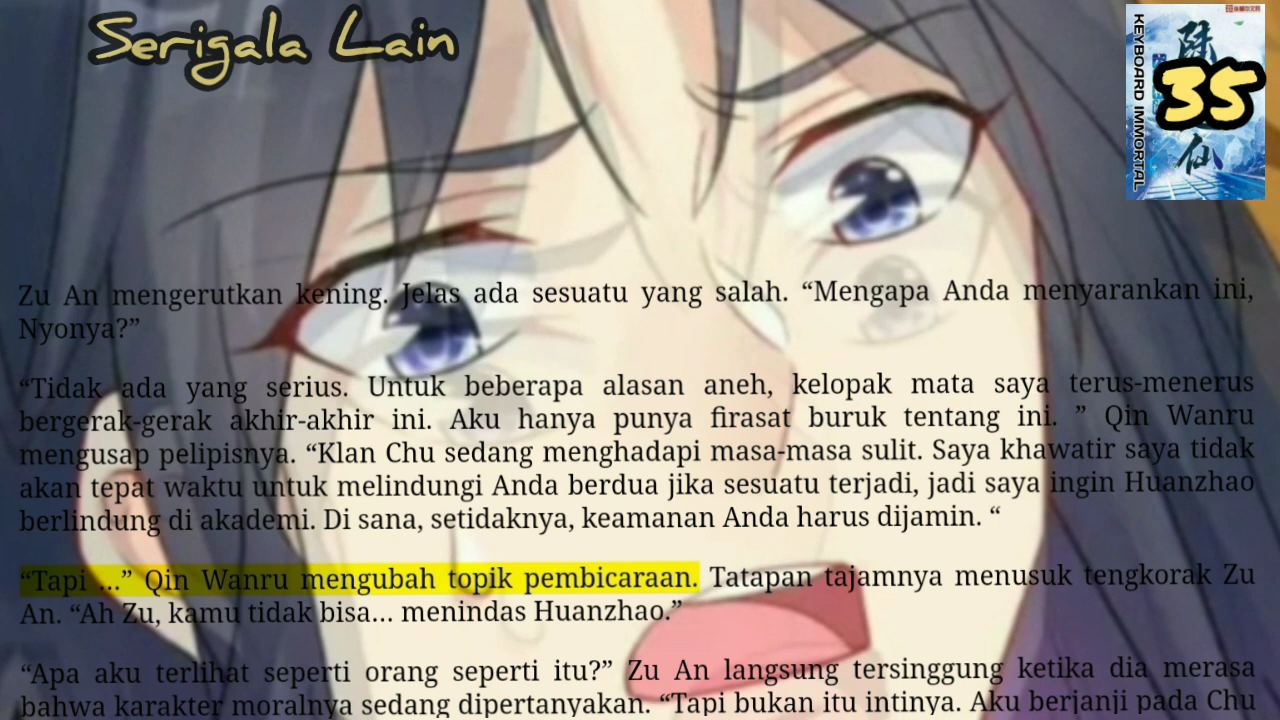 Serigala Lain
KEYBOARD IMMORTAL
35
仙
Zu An mengerutkan kening. Jelas ada sesuatu yang salah. “Mengapa Anda menyarankan ini,
Nyonya?”
“Tidak ada yang serius. Untuk beberapa alasan aneh, kelopak mata saya terus-menerus
bergerak-gerak akhir-akhir ini. Aku hanya punya firasat buruk tentang ini. ” Qin Wanru
mengusap pelipisnya. “Klan Chu sedang menghadapi masa-masa sulit. Saya khawatir saya tidak
akan tepat waktu untuk melindungi Anda berdua jika sesuatu terjadi, jadi saya ingin Huanzhao
berlindung di akademi. Di sana, setidaknya, keamanan Anda harus dijamin. “
“Tapi …” Qin Wanru mengubah topik pembicaraan. Tatapan tajamnya menusuk tengkorak Zu
An. “Ah Zu, kamu tidak bisa… menindas Huanzhao.”
“Apa aku terlihat seperti orang seperti itu?” Zu An langsung tersinggung ketika dia merasa
bahwa karakter moralnya sedang dipertanyakan. “Tapi bukan itu intinya. Aku berjanji pada Chu